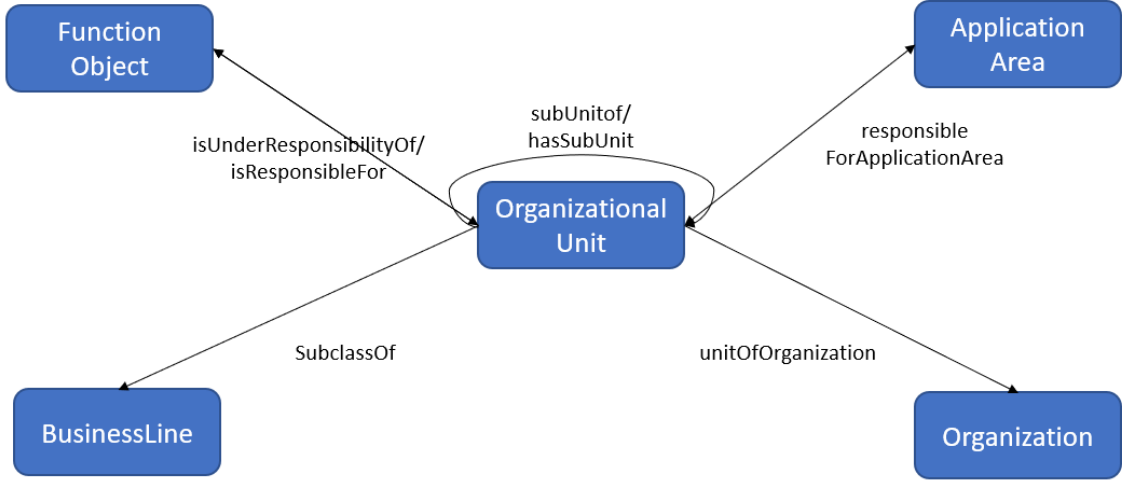 Function
Object
Application
Area
subUnitof/
hasSubUnit
isUnderResponsibilityOf/
isResponsibleFor
responsible
ForApplicationArea
Organizational
Unit
SubclassOf
unitOfOrganization
BusinessLine
Organization